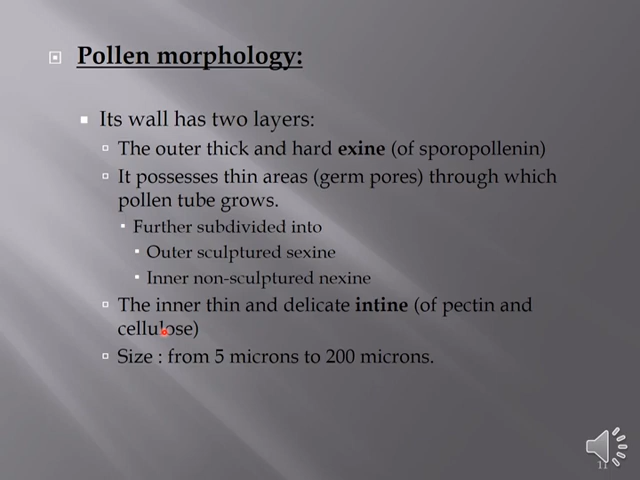 Pollen morphology:
Its wall has two layers:
The outer thick and hard exine (of sporopollenin)
It possesses thin areas (germ pores) through which
pollen tube grows.
Further subdivided into
Outer sculptured sexine
Inner non-sculptured nexine
The inner thin and delicate intine (of pectin and
cellulose)
Size : from 5 microns to 200 microns.
11